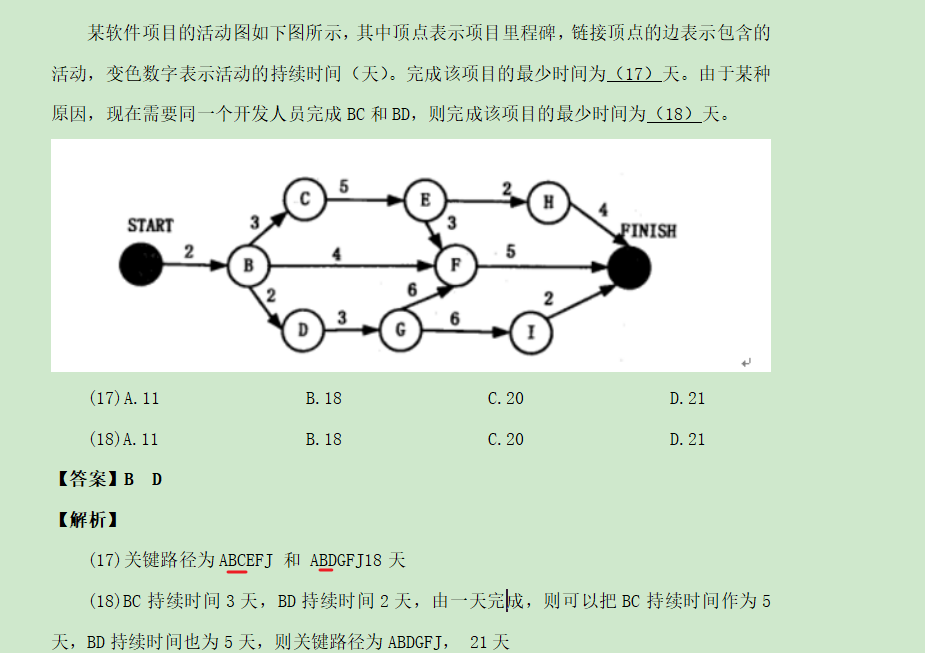 某软件项目的活动图如下图所示,其中顶点表示项目里程碑,链接顶点的边表示包含的
活动,变色数字表示活动的持续时间(天)。完成该项目的最少时间为_(17)_天。由于某种
原因,现在需要同一个开发人员完成 BC 和 BD,则完成该项目的最少时间为_(18)_天。
C 5 E 2 H
START 3 3 4 FINISH
2 B 4 F 5
2 6 2
D 3 G 6 I
(17)A.11 B.18 C.20 D.21
(18)A.11 B.18 C.20 D.21
【答案】B D
【解析】
(17)关键路径为 ABCEFJ 和 ABDGFJ18 天
(18)BC 持续时间 3 天,BD 持续时间 2 天,由一天完成,则可以把 BC 持续时间作为 5
天,BD 持续时间也为 5 天,则关键路径为 ABDGFJ, 21 天